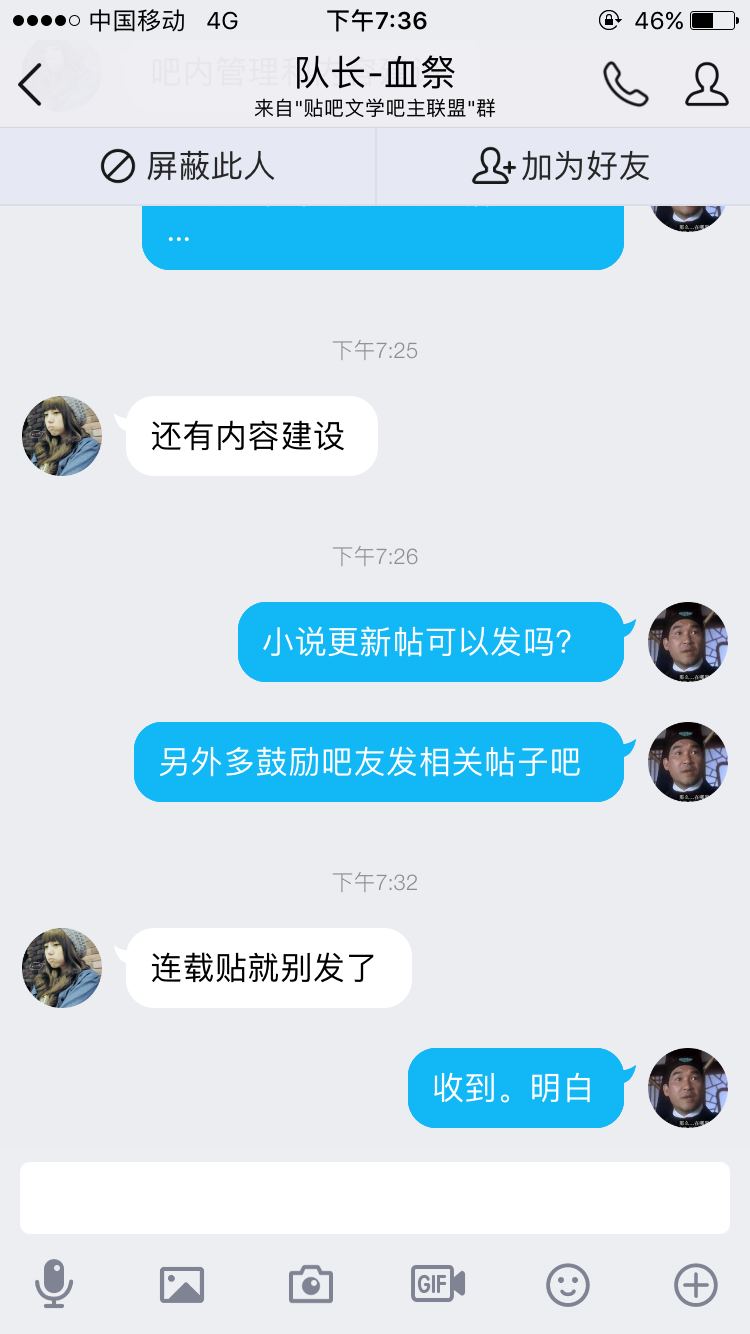 中国移动 4G 下午7:36 46%
队长-血祭
来自"贴吧文学吧主联盟"群
屏蔽此人 加为好友
...
下午7:25
还有内容建设
下午7:26
小说更新帖可以发吗?
另外多鼓励吧友发相关帖子吧
下午7:32
连载贴就别发了
收到。明白
GIF